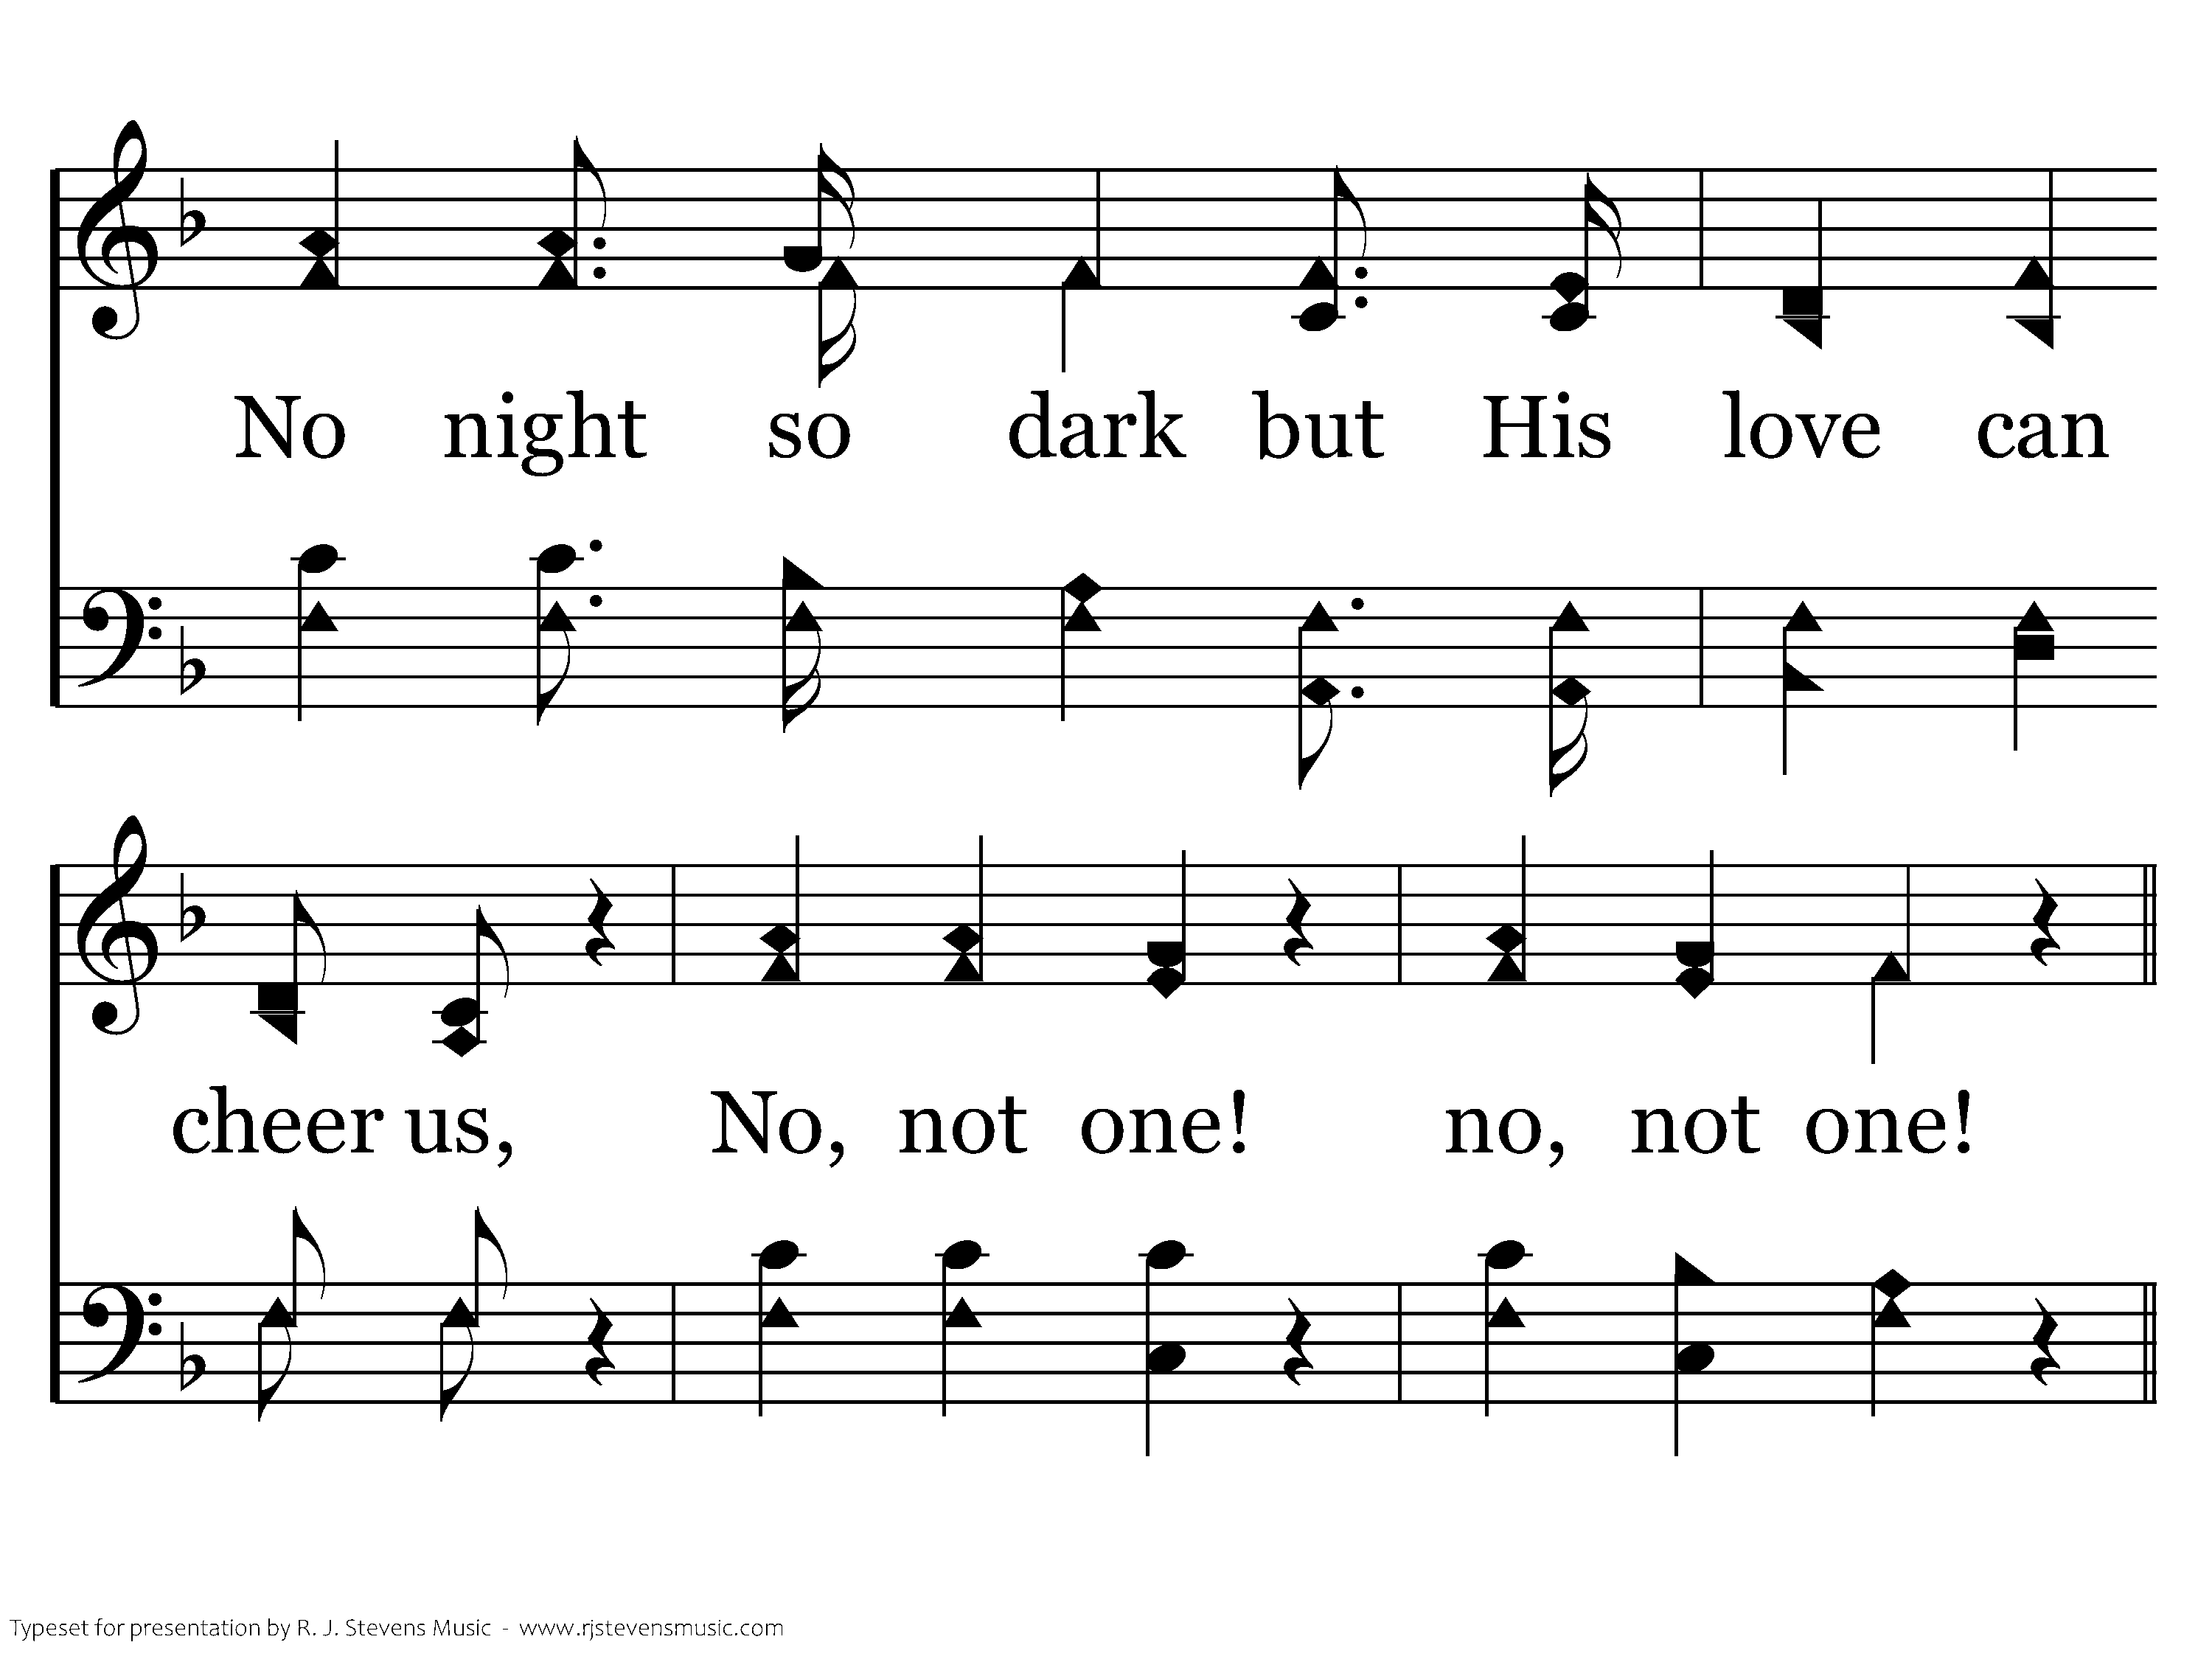 No night so dark but His love can
cheer us, No, not one! no, not one!
Typeset for presentation by R. J. Stevens Music - www.rjstevensmusic.com